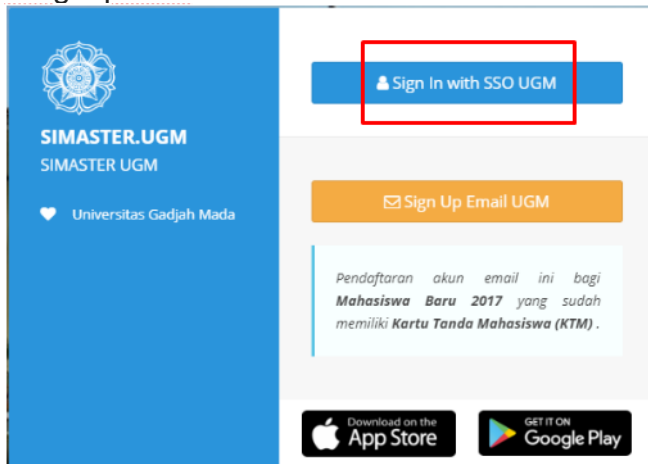 SIMASTER.UGM
SIMASTER UGM
Universitas Gadjah Mada
Sign In with SSO UGM
Sign Up Email UGM
Pendaftaran akun email ini bagi
Mahasiswa Baru 2017 yang sudah
memiliki Kartu Tanda Mahasiswa (KTM) .
Download on the
App Store
GET IT ON
Google Play